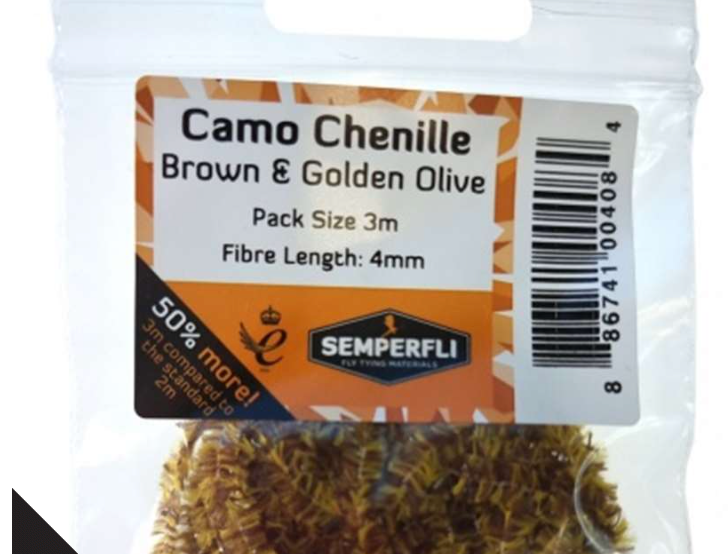 Camo Chenille
Brown & Golden Olive
Pack Size 3m
Fibre Length: 4mm
50% more!
3m compared to
the standard
2m
SEMPERFLI
FLY TYING MATERIALS
8 86741 00408 4